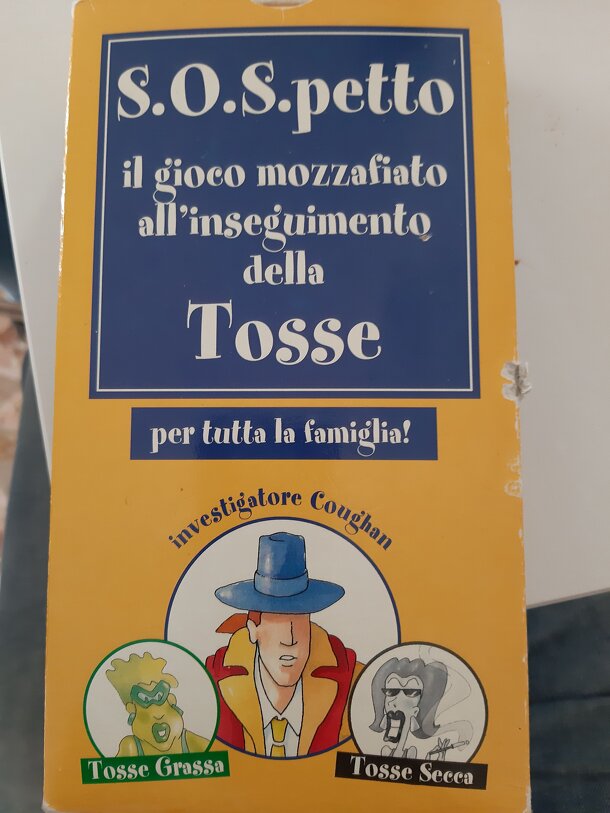 S.O.S.petto
il gioco mozzafiato
all'inseguimento
della
Tosse
per tutta la famiglia!
investigatore Coughan
Tosse Grassa
Tosse Secca